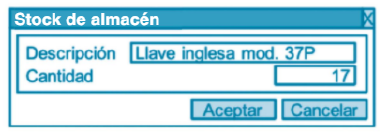 Stock de almacén X
Descripción Llave inglesa mod. 37P
Cantidad 17
Aceptar Cancelar